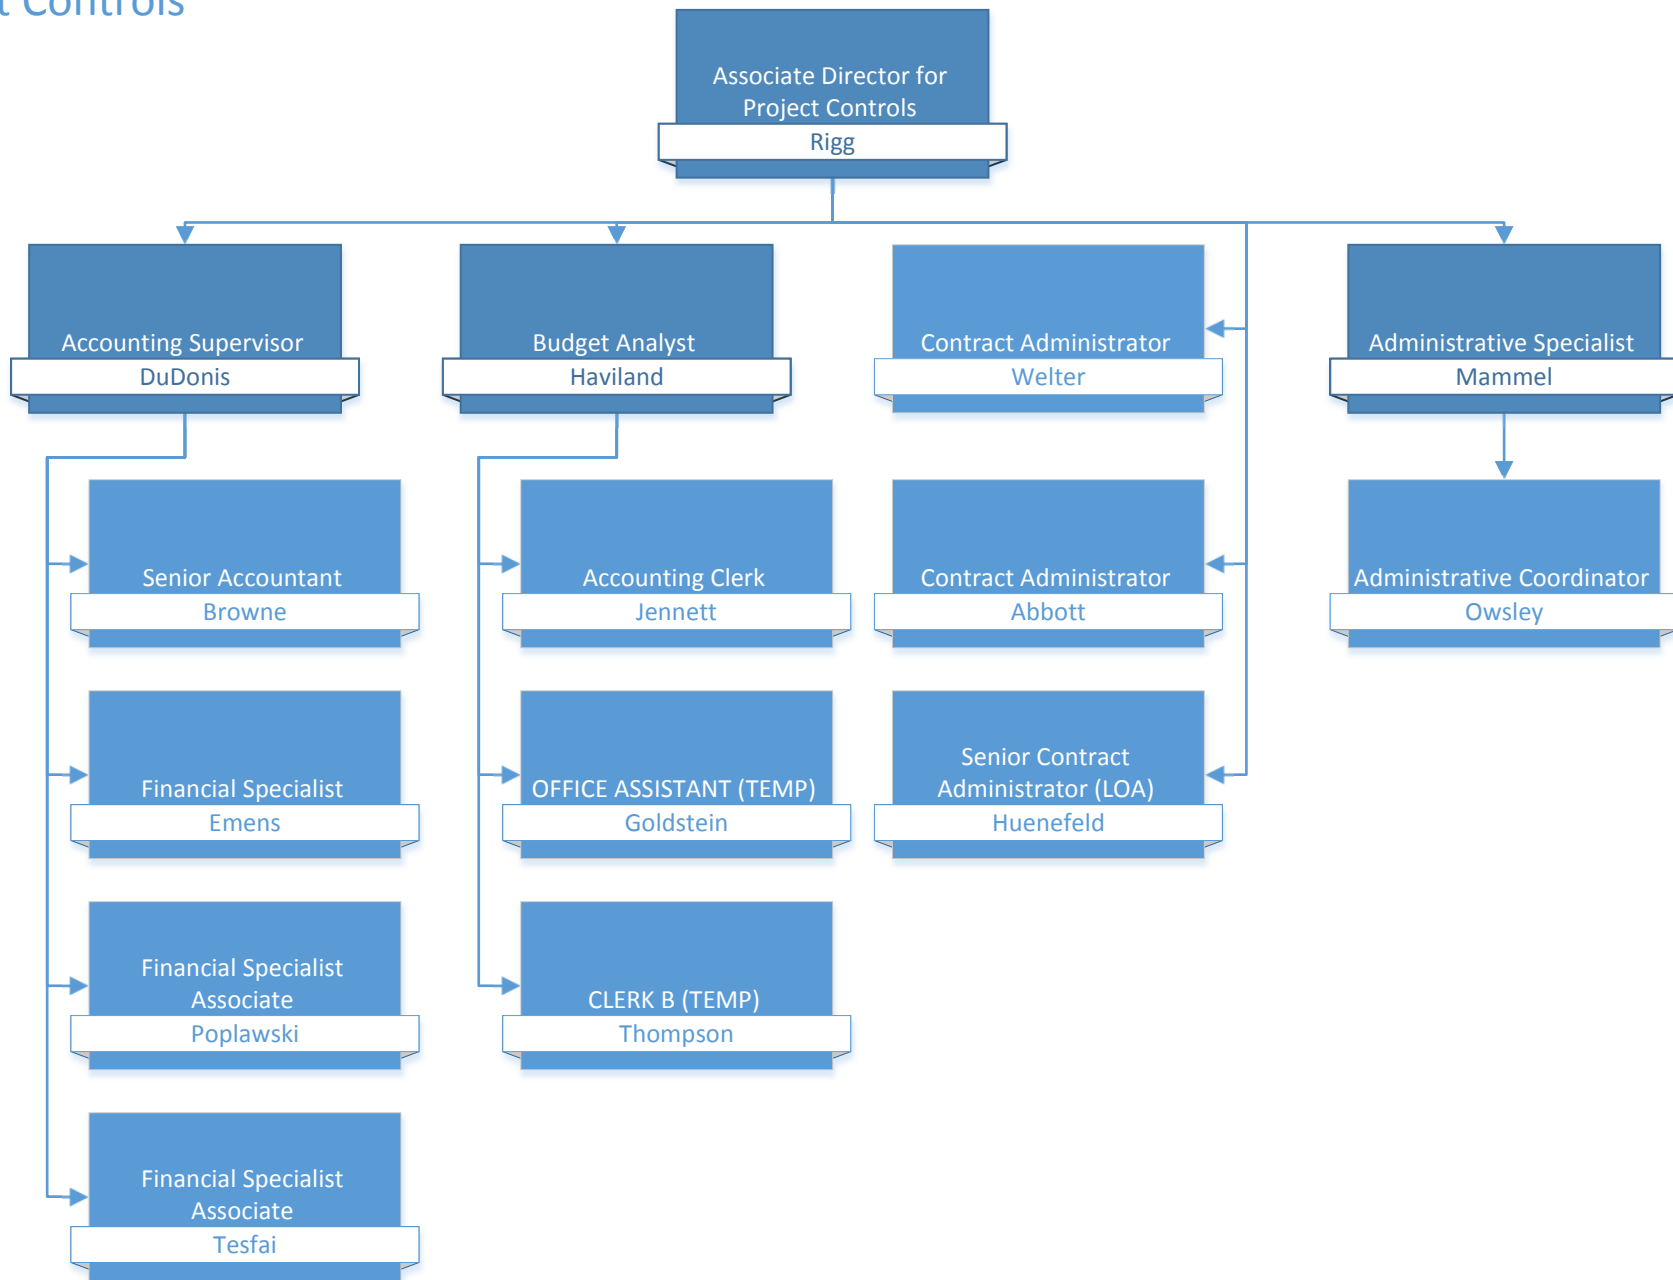 t Controls
Associate Director for
Project Controls
Rigg
Accounting Supervisor
DuDonis
Budget Analyst
Haviland
Contract Administrator
Welter
Administrative Specialist
Mammel
Senior Accountant
Browne
Accounting Clerk
Jennett
Contract Administrator
Abbott
Administrative Coordinator
Owsley
Financial Specialist
Emens
OFFICE ASSISTANT (TEMP)
Goldstein
Senior Contract
Administrator (LOA)
Huenefeld
Financial Specialist
Associate
Poplawski
CLERK B (TEMP)
Thompson
Financial Specialist
Associate
Tesfai